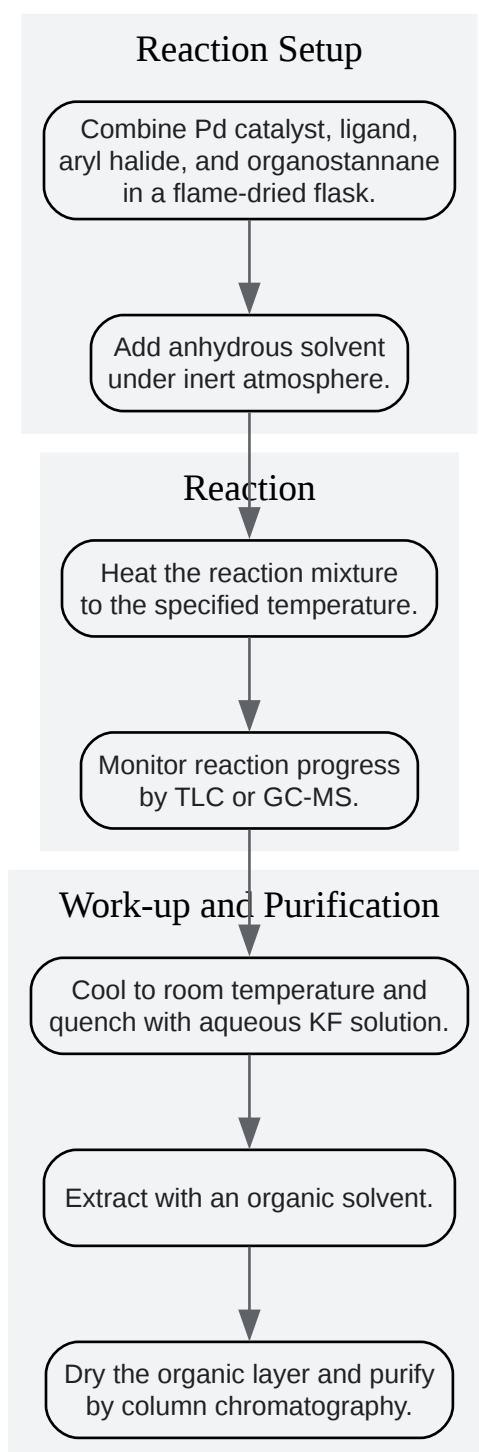 Reaction Setup
Combine Pd catalyst, ligand,
aryl halide, and organostannane
in a flame-dried flask.
Add anhydrous solvent
under inert atmosphere.
Reaction
Heat the reaction mixture
to the specified temperature.
Monitor reaction progress
by TLC or GC-MS.
Work-up and Purification
Cool to room temperature and
quench with aqueous KF solution.
Extract with an organic solvent.
Dry the organic layer and purify
by column chromatography.